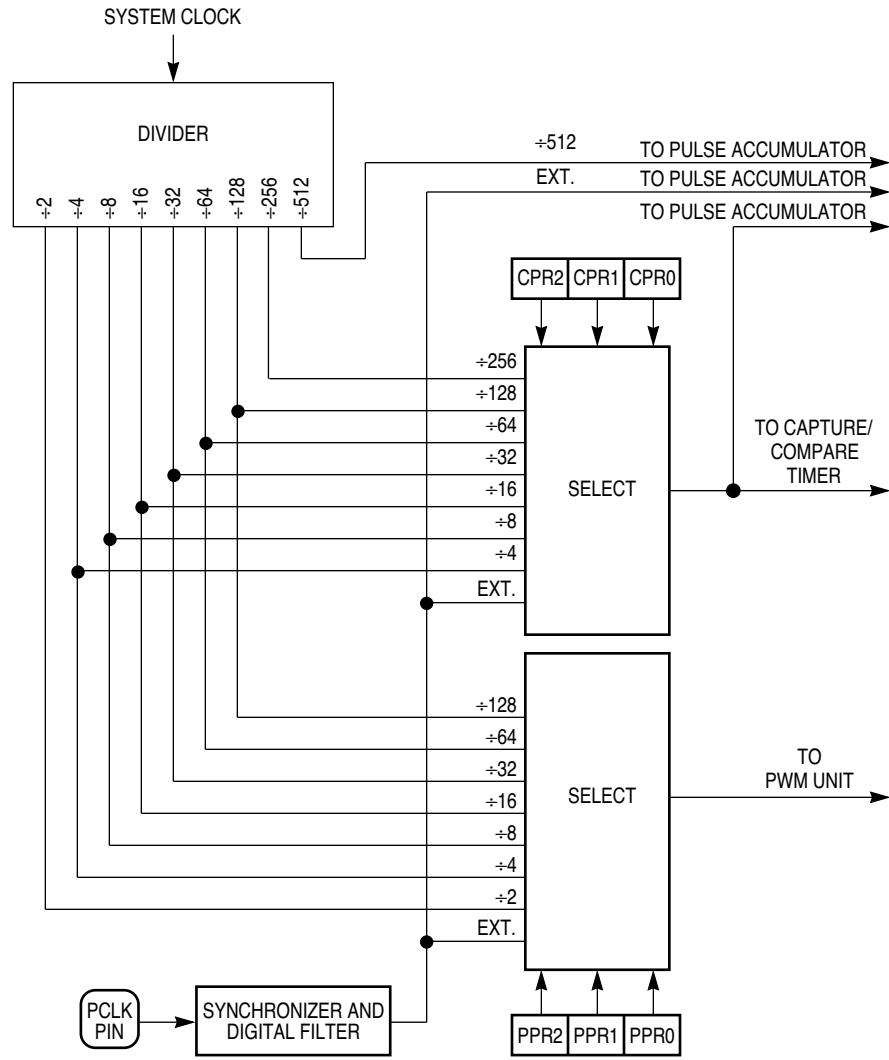 SYSTEM CLOCK
DIVIDER
÷2
÷4
÷8
÷16
÷32
÷64
÷128
÷256
÷512
÷512
TO PULSE ACCUMULATOR
EXT.
TO PULSE ACCUMULATOR
TO PULSE ACCUMULATOR
CPR2 CPR1 CPR0
÷256
÷128
÷64
÷32
÷16
÷8
÷4
EXT.
SELECT
TO CAPTURE/
COMPARE
TIMER
÷128
÷64
÷32
÷16
÷8
÷4
÷2
EXT.
SELECT
TO
PWM UNIT
PCLK
PIN
SYNCHRONIZER AND
DIGITAL FILTER
PPR2 PPR1 PPR0